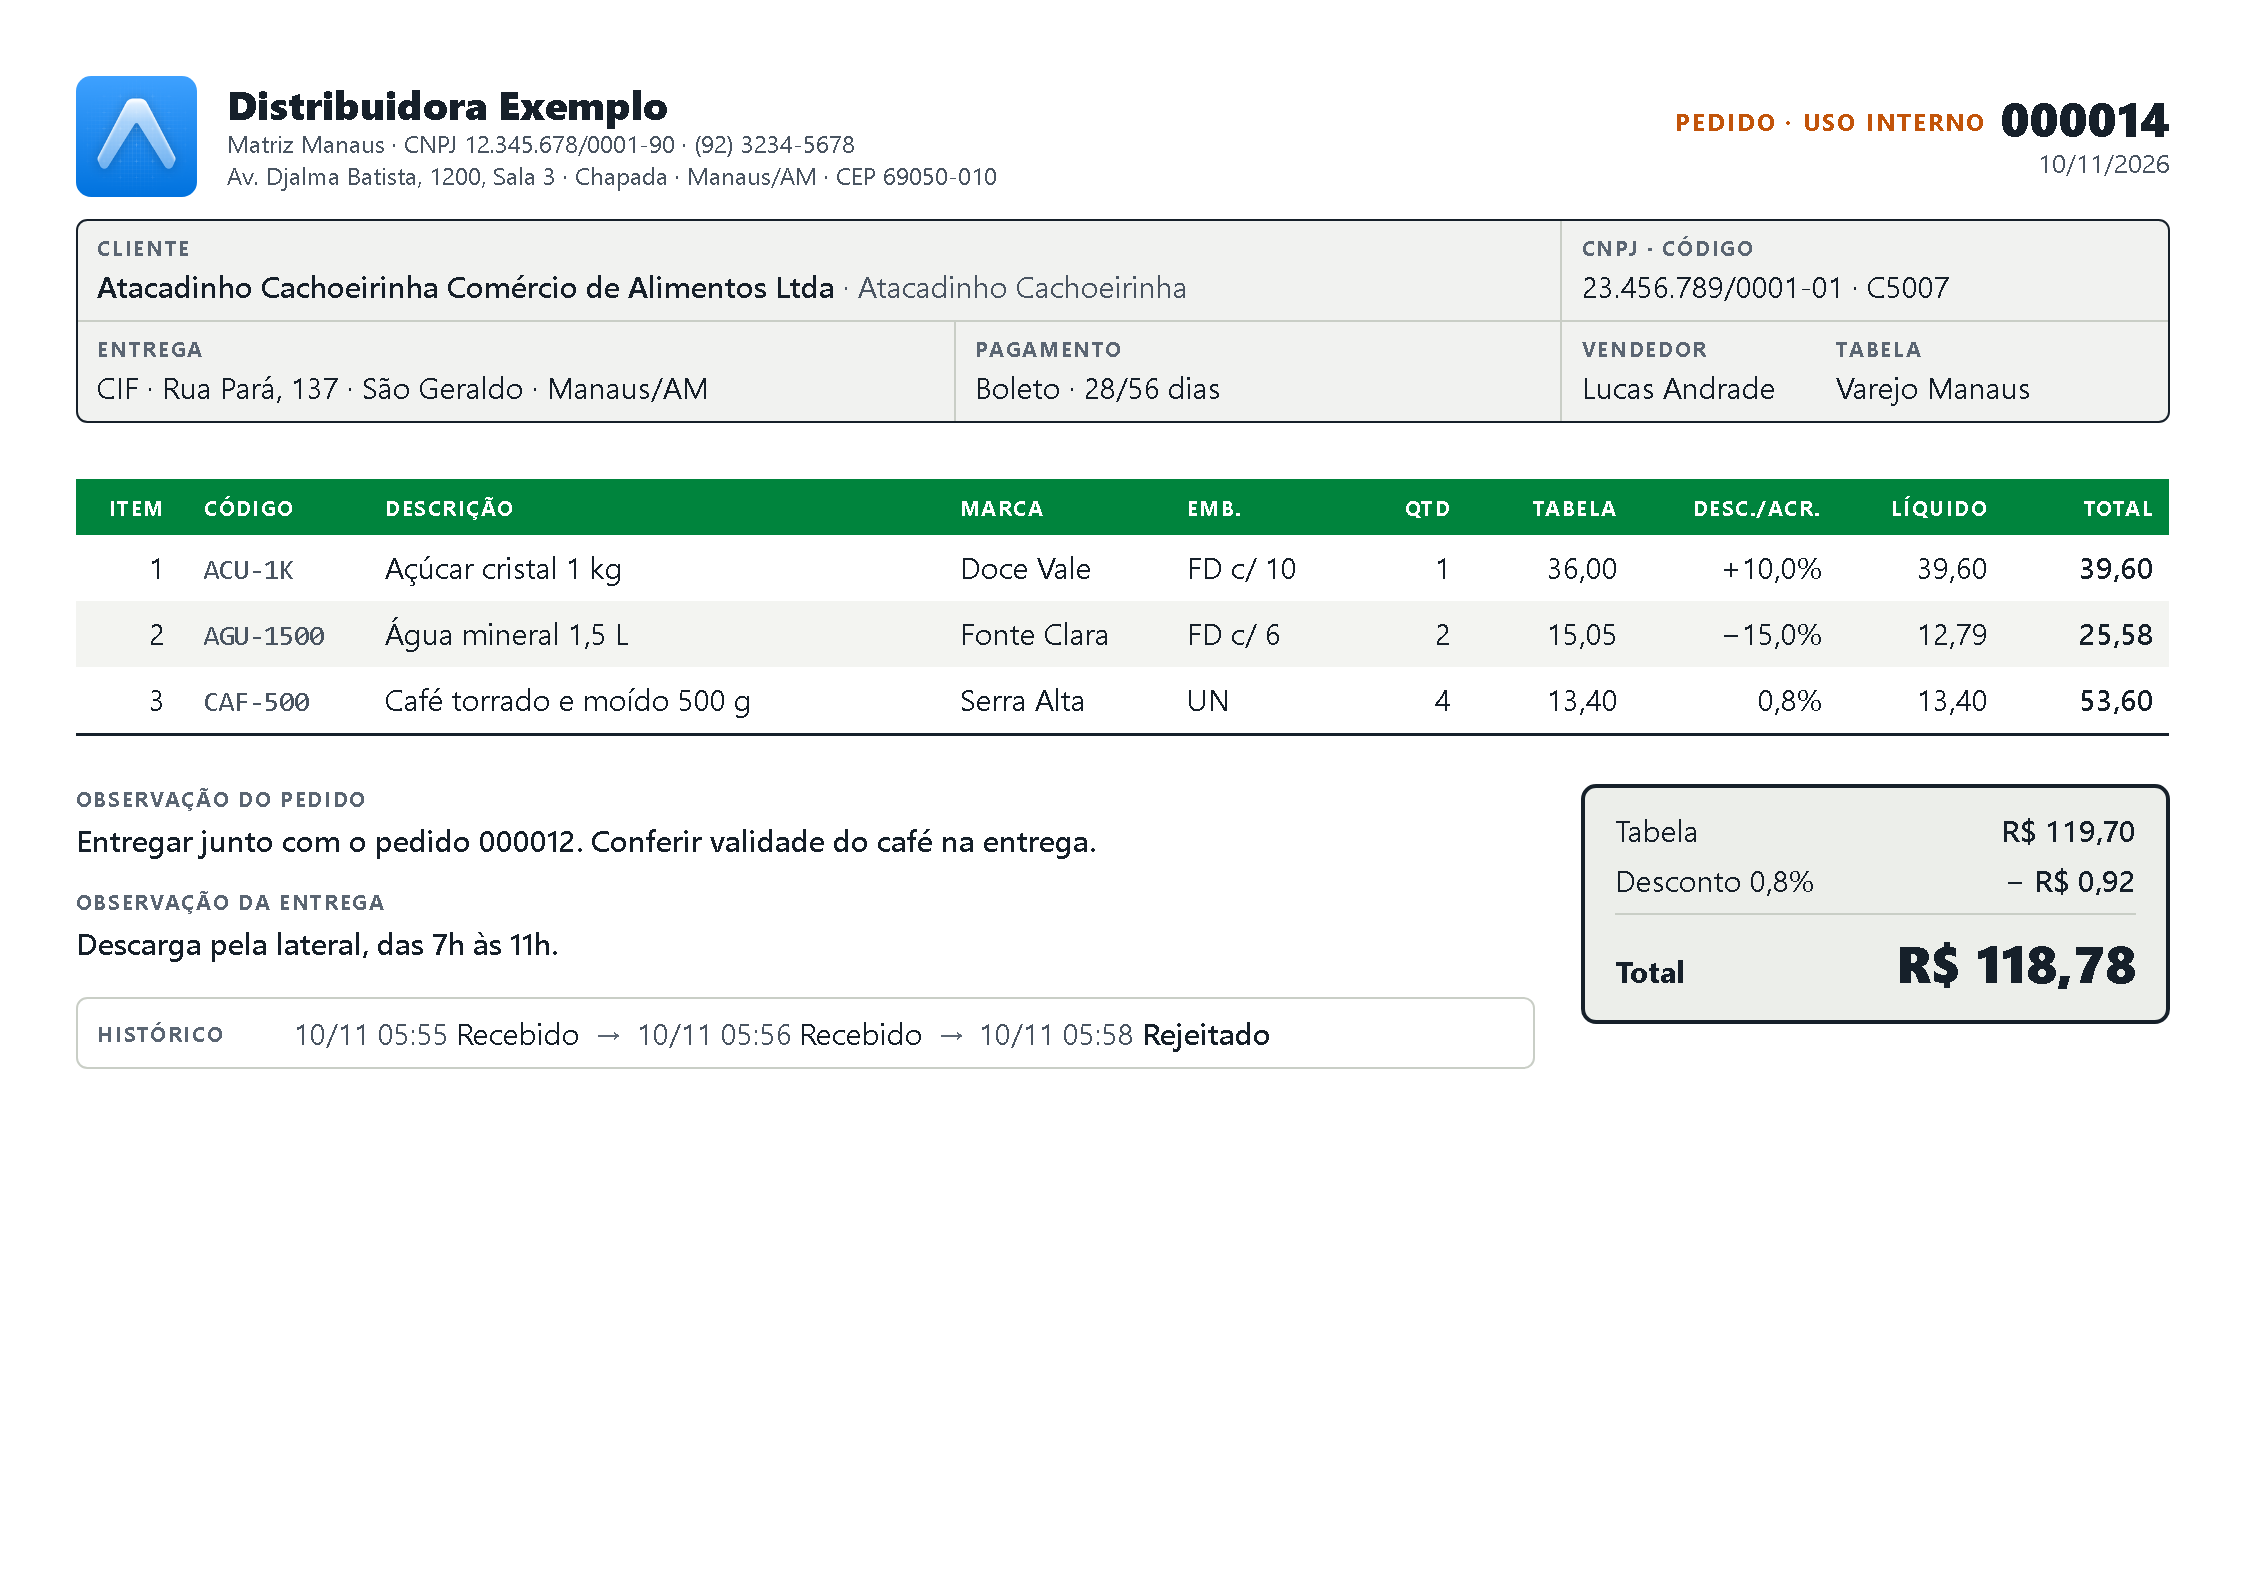 Distribuidora Exemplo
Matriz Manaus · CNPJ 12.345.678/0001-90 · (92) 3234-5678
Av. Djalma Batista, 1200, Sala 3 · Chapada · Manaus/AM · CEP 69050-010
PEDIDO · USO INTERNO 000014
10/11/2026
CLIENTE
Atacadinho Cachoeirinha Comércio de Alimentos Ltda · Atacadinho Cachoeirinha
CNPJ · CÓDIGO
23.456.789/0001-01 · C5007
ENTREGA
CIF · Rua Pará, 137 · São Geraldo · Manaus/AM
PAGAMENTO
Boleto · 28/56 dias
VENDEDOR
Lucas Andrade
TABELA
Varejo Manaus
ITEM CÓDIGO DESCRIÇÃO MARCA EMB. QTD TABELA DESC./ACR. LÍQUIDO TOTAL
1 ACU-1K Açúcar cristal 1 kg Doce Vale FD c/ 10 1 36,00 +10,0% 39,60 39,60
2 AGU-1500 Água mineral 1,5 L Fonte Clara FD c/ 6 2 15,05 −15,0% 12,79 25,58
3 CAF-500 Café torrado e moído 500 g Serra Alta UN 4 13,40 0,8% 13,40 53,60
OBSERVAÇÃO DO PEDIDO
Entregar junto com o pedido 000012. Conferir validade do café na entrega.
OBSERVAÇÃO DA ENTREGA
Descarga pela lateral, das 7h às 11h.
HISTÓRICO 10/11 05:55 Recebido → 10/11 05:56 Recebido → 10/11 05:58 Rejeitado
Tabela R$ 119,70
Desconto 0,8% − R$ 0,92
Total R$ 118,78